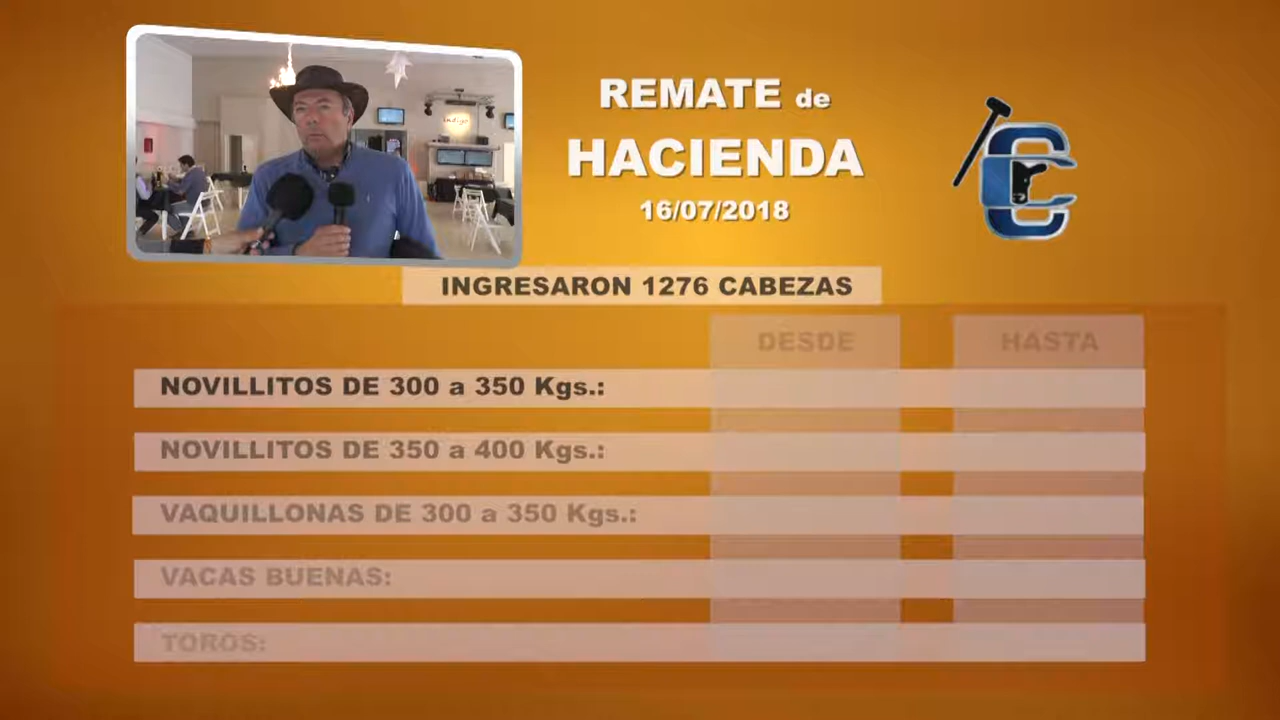 REMATE de
HACIENDA
16/07/2018
INGRESARON 1276 CABEZAS
DESDE HASTA
NOVILLITOS DE 300 a 350 Kgs.:
NOVILLITOS DE 350 a 400 Kgs.:
VAQUILLONAS DE 300 a 350 Kgs.:
VACAS BUENAS:
TOROS:
indigo